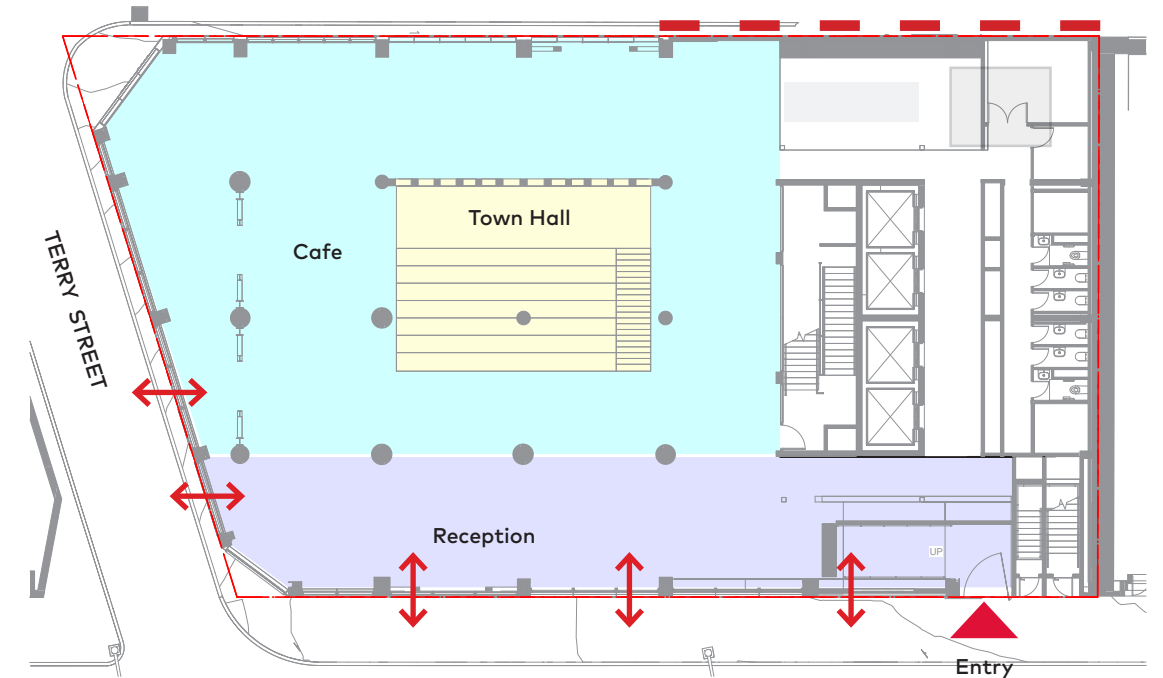 Town Hall
Cafe
TERRY STREET
Reception
UP
Entry